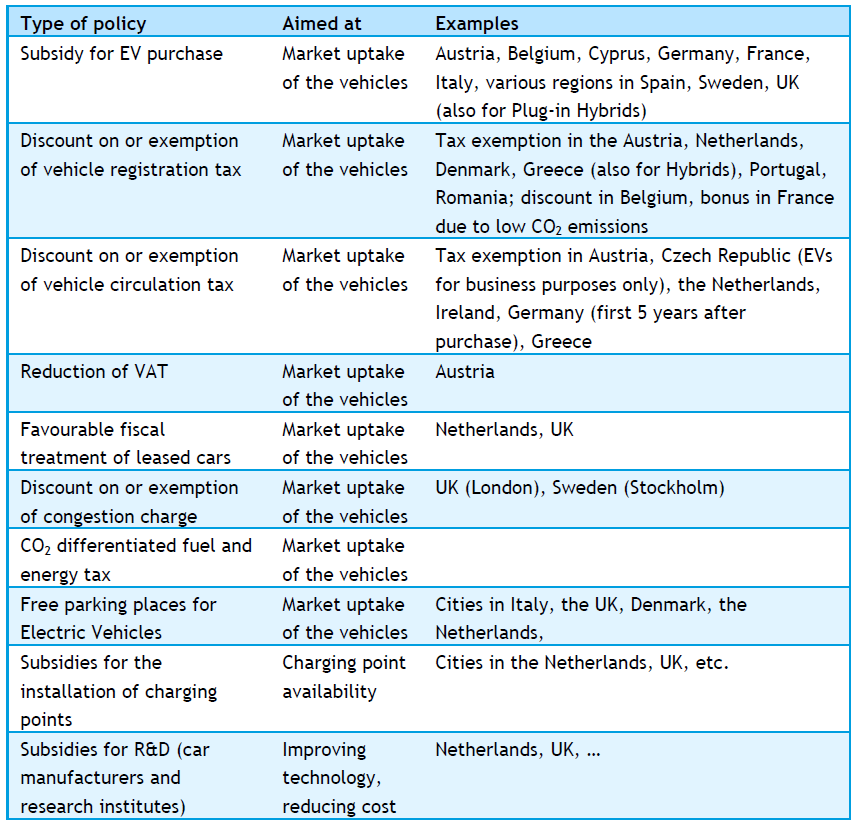 Type of policy Aimed at Examples
Subsidy for EV purchase Market uptake Austria, Belgium, Cyprus, Germany, France,
of the vehicles Italy, various regions in Spain, Sweden, UK
(also for Plug-in Hybrids)
Discount on or exemption Market uptake Tax exemption in the Austria, Netherlands,
of vehicle registration tax of the vehicles Denmark, Greece (also for Hybrids), Portugal,
Romania; discount in Belgium, bonus in France
due to low CO₂ emissions
Discount on or exemption Market uptake Tax exemption in Austria, Czech Republic (EVs
of vehicle circulation tax of the vehicles for business purposes only), the Netherlands,
Ireland, Germany (first 5 years after
purchase), Greece
Reduction of VAT Market uptake Austria
of the vehicles
Favourable fiscal Market uptake Netherlands, UK
treatment of leased cars of the vehicles
Discount on or exemption Market uptake UK (London), Sweden (Stockholm)
of congestion charge of the vehicles
CO₂ differentiated fuel and Market uptake
energy tax of the vehicles
Free parking places for Market uptake Cities in Italy, the UK, Denmark, the
Electric Vehicles of the vehicles Netherlands,
Subsidies for the Charging point Cities in the Netherlands, UK, etc.
installation of charging availability
points
Subsidies for R&D (car Improving Netherlands, UK, …
manufacturers and technology,
research institutes) reducing cost